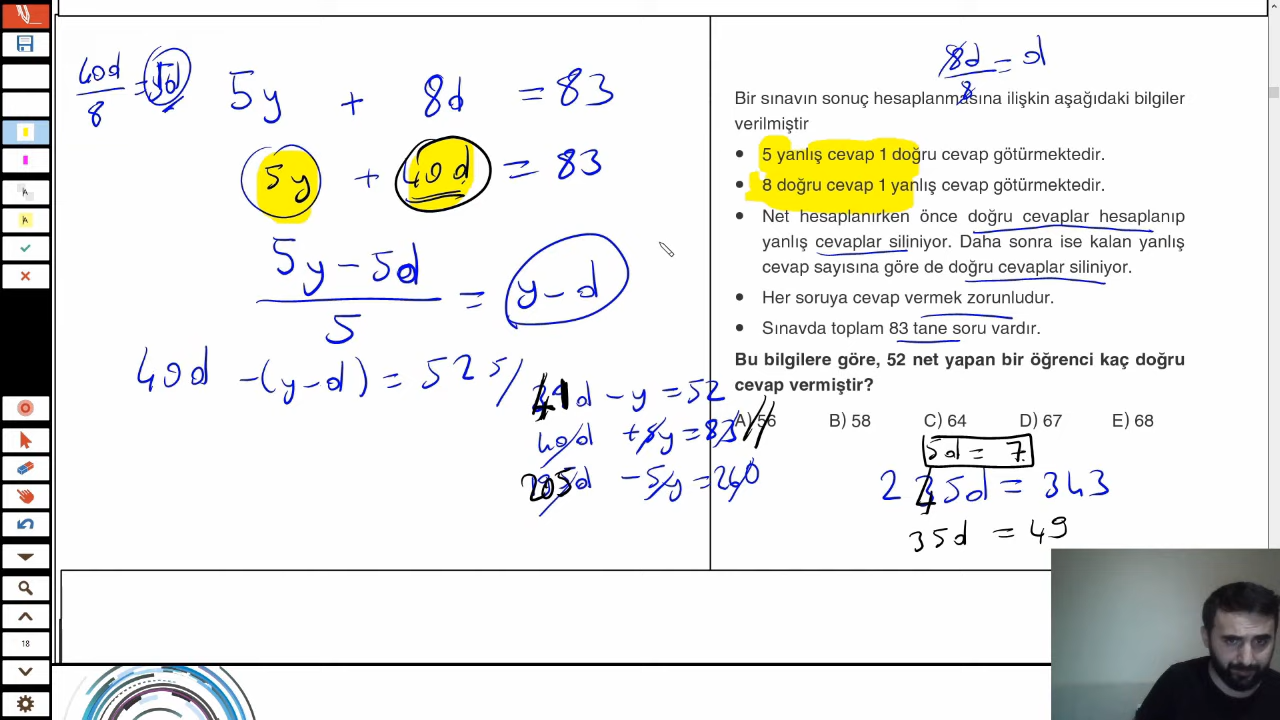 40d/8 = 5d
5y + 8d = 83
5y + 40d = 83
5y - 5d / 5 = y - d
40d - (y - d) = 52
5/ 41d - y = 52
40d + 5y = 83
205d - 5y = 260
8d/8 = d
Bir sınavın sonuç hesaplanmasına ilişkin aşağıdaki bilgiler
verilmiştir
• 5 yanlış cevap 1 doğru cevap götürmektedir.
• 8 doğru cevap 1 yanlış cevap götürmektedir.
• Net hesaplanırken önce doğru cevaplar hesaplanıp
yanlış cevaplar siliniyor. Daha sonra ise kalan yanlış
cevap sayısına göre de doğru cevaplar siliniyor.
• Her soruya cevap vermek zorunludur.
• Sınavda toplam 83 tane soru vardır.
Bu bilgilere göre, 52 net yapan bir öğrenci kaç doğru
cevap vermiştir?
A) 56 B) 58 C) 64 D) 67 E) 68
5d = 7
245d = 343
35d = 49
18